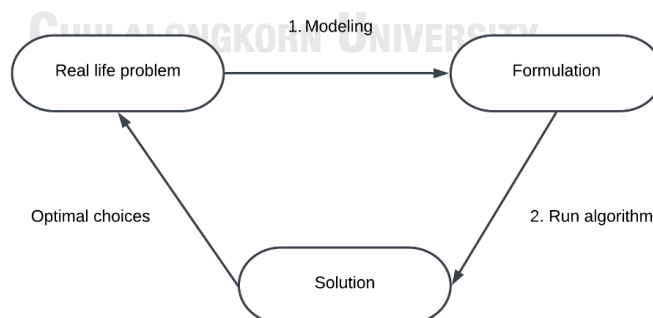 CHULALONGKORN UNIVERSITY
1. Modeling
Real life problem
Formulation
Optimal choices
2. Run algorithm
Solution